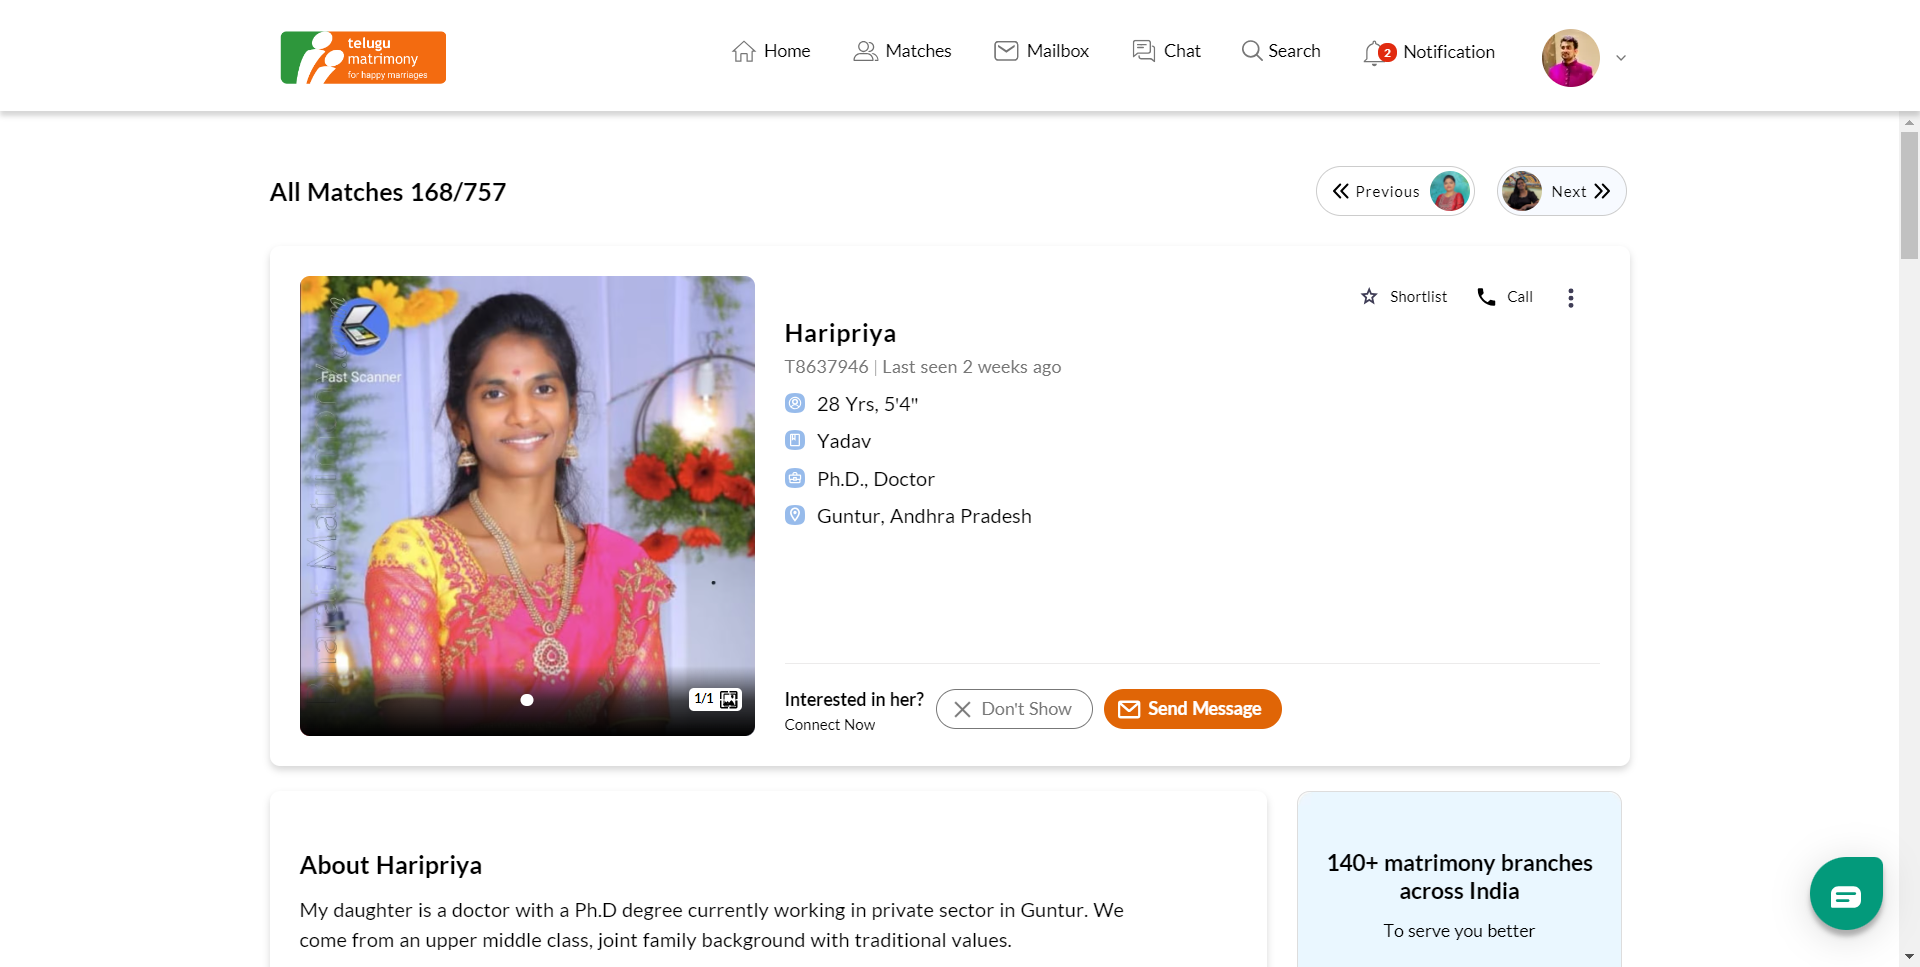 telugu
matrimony
for happy marriages
Home
Matches
Mailbox
Chat
Search
2
Notification
All Matches 168/757
Previous
Next
Fast Scanner
Shortlist
Call
Haripriya
T8637946 | Last seen 2 weeks ago
28 Yrs, 5'4"
Yadav
Ph.D., Doctor
Guntur, Andhra Pradesh
1/1
Interested in her?
Connect Now
Don't Show
Send Message
About Haripriya
My daughter is a doctor with a Ph.D degree currently working in private sector in Guntur. We
come from an upper middle class, joint family background with traditional values.
140+ matrimony branches
across India
To serve you better